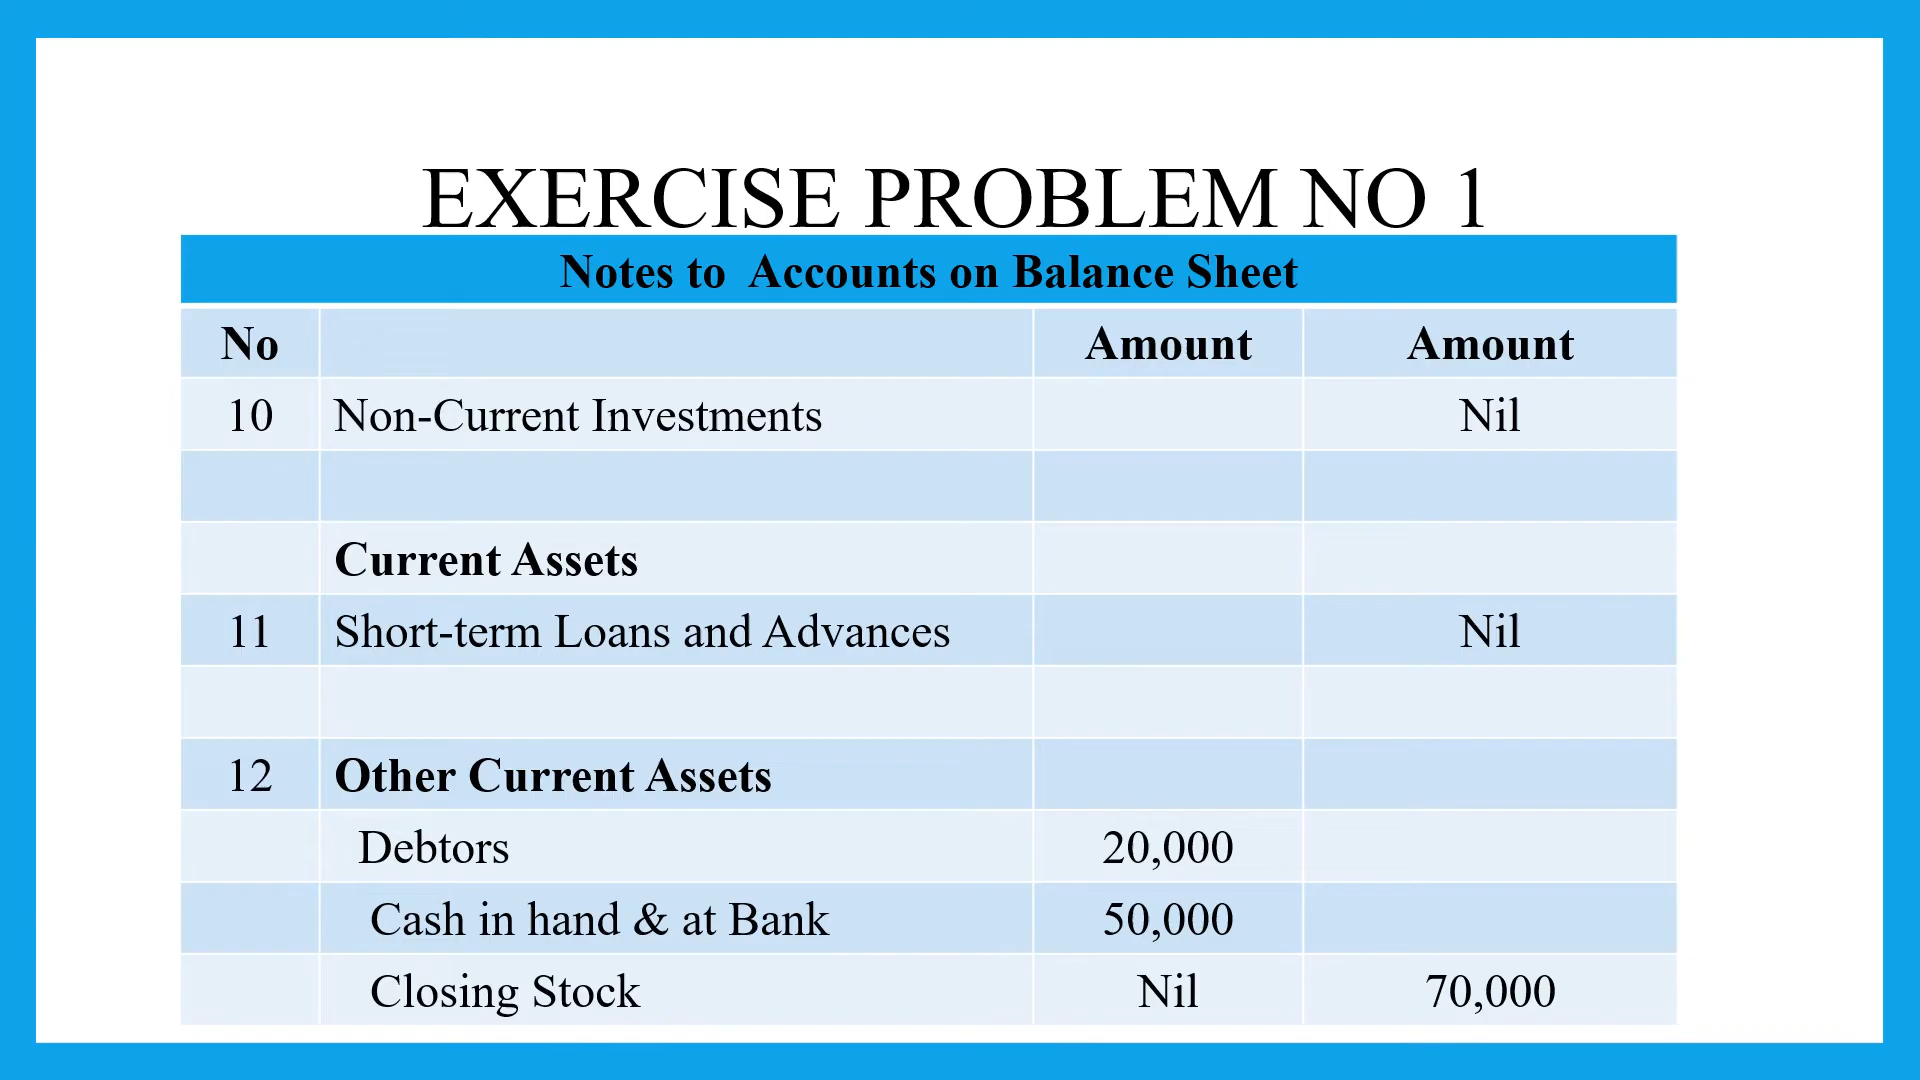 EXERCISE PROBLEM NO 1
Notes to Accounts on Balance Sheet
No Amount Amount
10 Non-Current Investments Nil
Current Assets
11 Short-term Loans and Advances Nil
12 Other Current Assets
Debtors 20,000
Cash in hand & at Bank 50,000
Closing Stock Nil 70,000